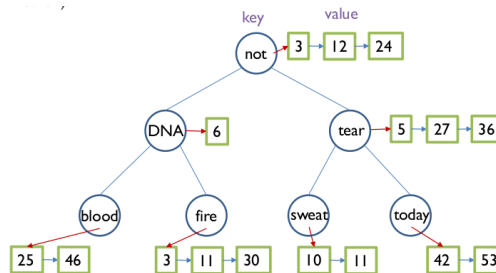 key value
not 3 12 24
DNA 6 tear 5 27 36
blood fire sweat today
25 46 3 11 30 10 11 42 53